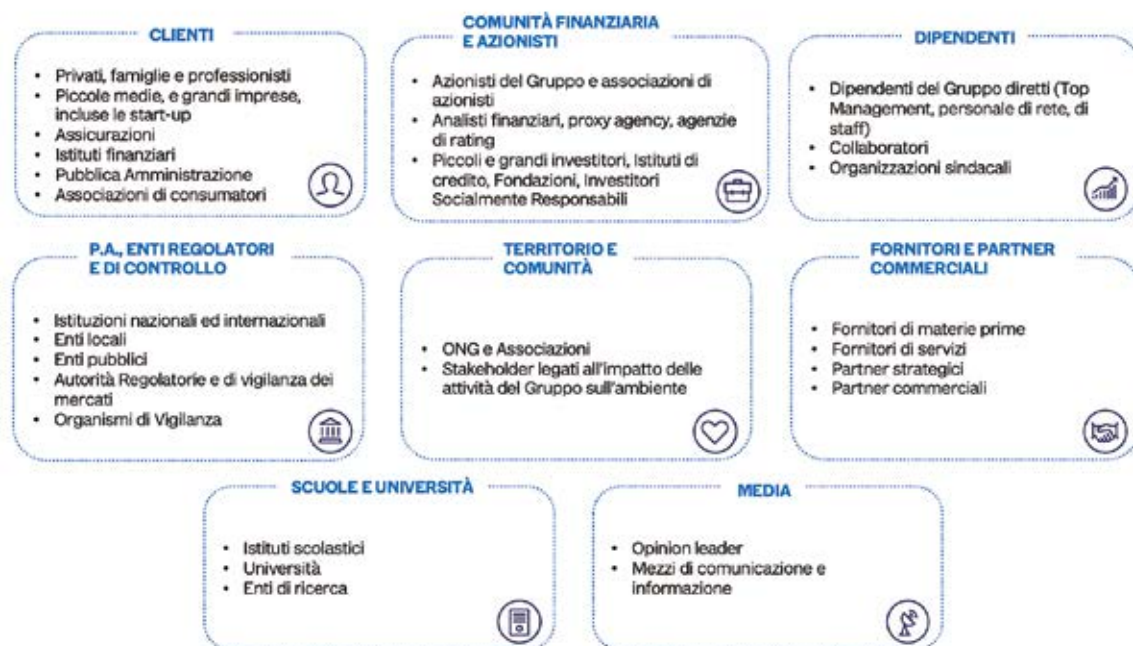 CLIENTI
• Privati, famiglie e professionisti
• Piccole medie, e grandi imprese,
incluse le start-up
• Assicurazioni
• Istituti finanziari
• Pubblica Amministrazione
• Associazioni di consumatori
COMUNITÀ FINANZIARIA
E AZIONISTI
• Azionisti del Gruppo e associazioni di
azionisti
• Analisti finanziari, proxy agency, agenzie
di rating
• Piccoli e grandi investitori, Istituti di
credito, Fondazioni, Investitori
Socialmente Responsabili
DIPENDENTI
• Dipendenti del Gruppo diretti (Top
Management, personale di rete, di
staff)
• Collaboratori
• Organizzazioni sindacali
P.A., ENTI REGOLATORI
E DI CONTROLLO
• Istituzioni nazionali ed internazionali
• Enti locali
• Enti pubblici
• Autorità Regolatorie e di vigilanza dei
mercati
• Organismi di Vigilanza
TERRITORIO E
COMUNITÀ
• ONG e Associazioni
• Stakeholder legati all'impatto delle
attività del Gruppo sull'ambiente
FORNITORI E PARTNER
COMMERCIALI
• Fornitori di materie prime
• Fornitori di servizi
• Partner strategici
• Partner commerciali
SCUOLE E UNIVERSITÀ
• Istituti scolastici
• Università
• Enti di ricerca
MEDIA
• Opinion leader
• Mezzi di comunicazione e
informazione